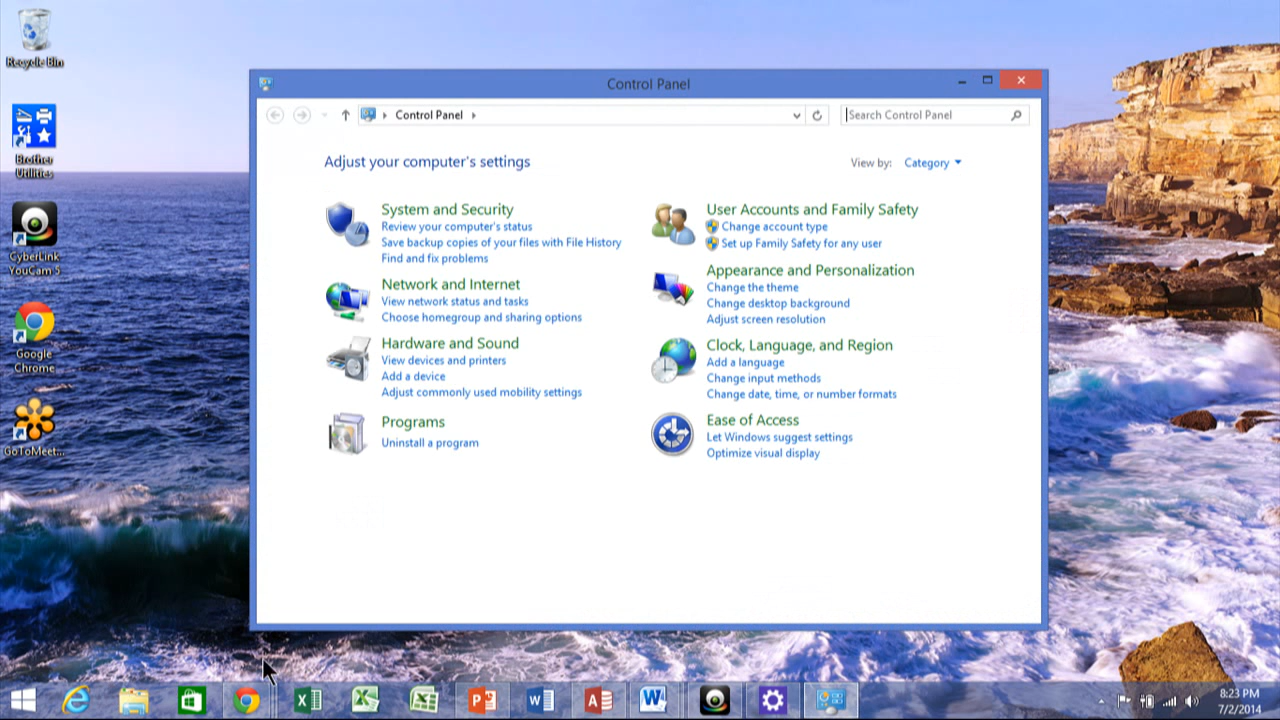 Recycle Bin
Brother
Utilities
CyberLink
YouCam 5
Google
Chrome
GoToMeet...
Control Panel
Control Panel
Search Control Panel
Adjust your computer's settings
View by: Category
System and Security
Review your computer's status
Save backup copies of your files with File History
Find and fix problems
Network and Internet
View network status and tasks
Choose homegroup and sharing options
Hardware and Sound
View devices and printers
Add a device
Adjust commonly used mobility settings
Programs
Uninstall a program
User Accounts and Family Safety
Change account type
Set up Family Safety for any user
Appearance and Personalization
Change the theme
Change desktop background
Adjust screen resolution
Clock, Language, and Region
Add a language
Change input methods
Change date, time, or number formats
Ease of Access
Let Windows suggest settings
Optimize visual display
8:23 PM
7/2/2014